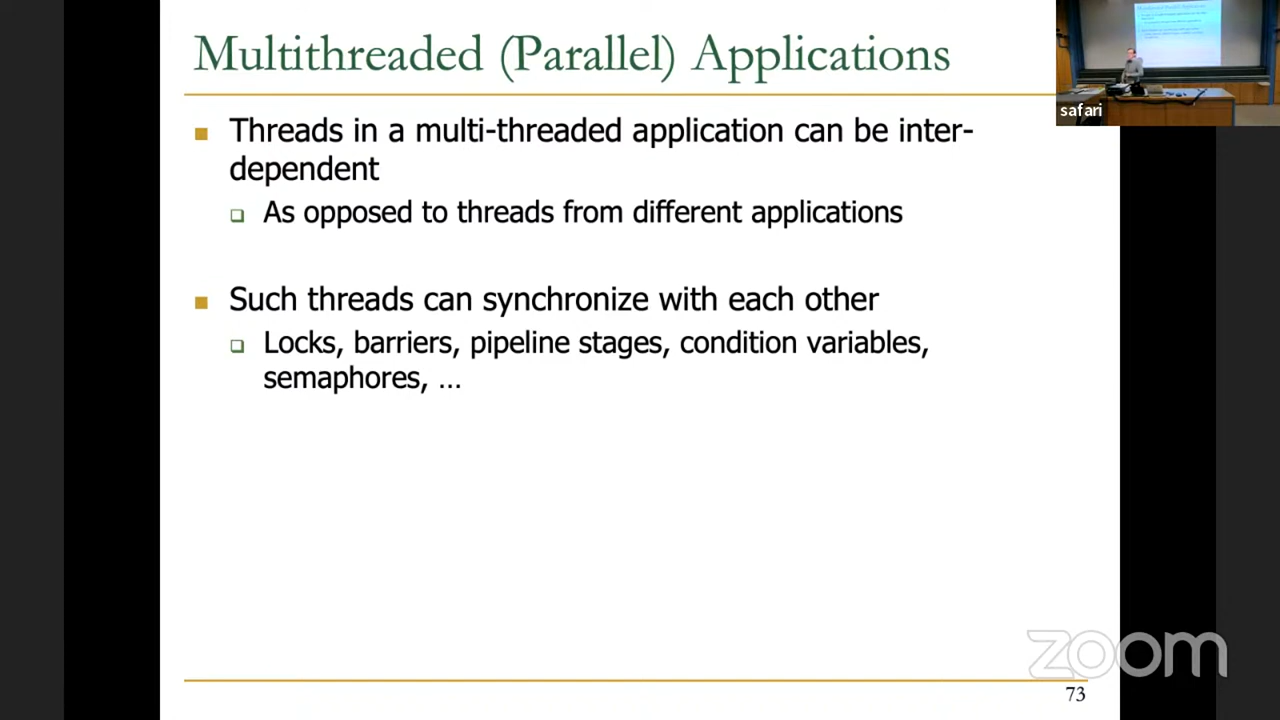 Multithreaded (Parallel) Applications
safari
Threads in a multi-threaded application can be inter-
dependent
As opposed to threads from different applications
Such threads can synchronize with each other
Locks, barriers, pipeline stages, condition variables,
semaphores, ...
zoom
73